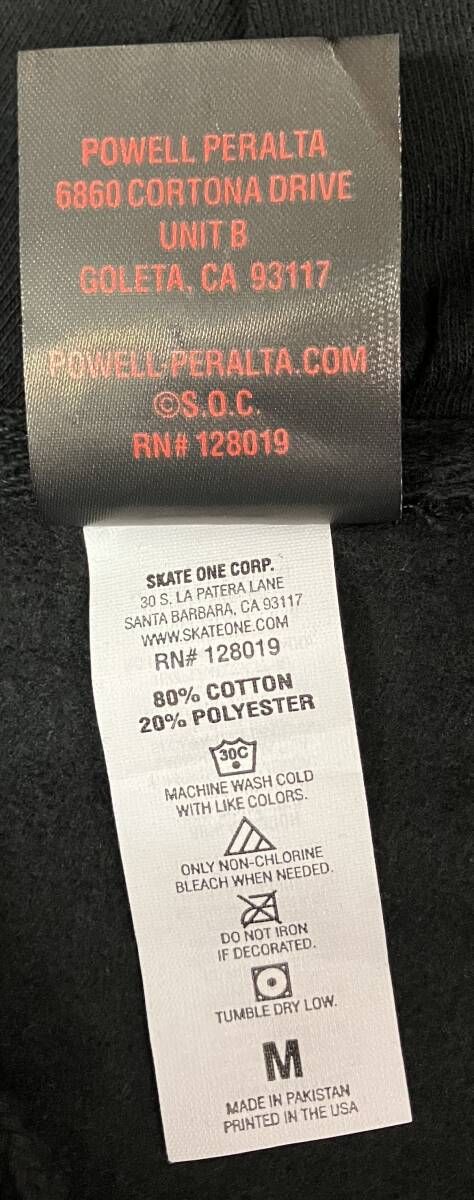 POWELL PERALTA
6860 CORTONA DRIVE
UNIT B
GOLETA, CA 93117
POWELL-PERALTA.COM
©S.O.C.
RN# 128019
SKATE ONE CORP.
30 S. LA PATERA LANE
SANTA BARBARA, CA 93117
WWW.SKATEONE.COM
RN# 128019
80% COTTON
20% POLYESTER
30C
MACHINE WASH COLD
WITH LIKE COLORS.
ONLY NON-CHLORINE
BLEACH WHEN NEEDED.
DO NOT IRON
IF DECORATED.
TUMBLE DRY LOW.
M
MADE IN PAKISTAN
PRINTED IN THE USA